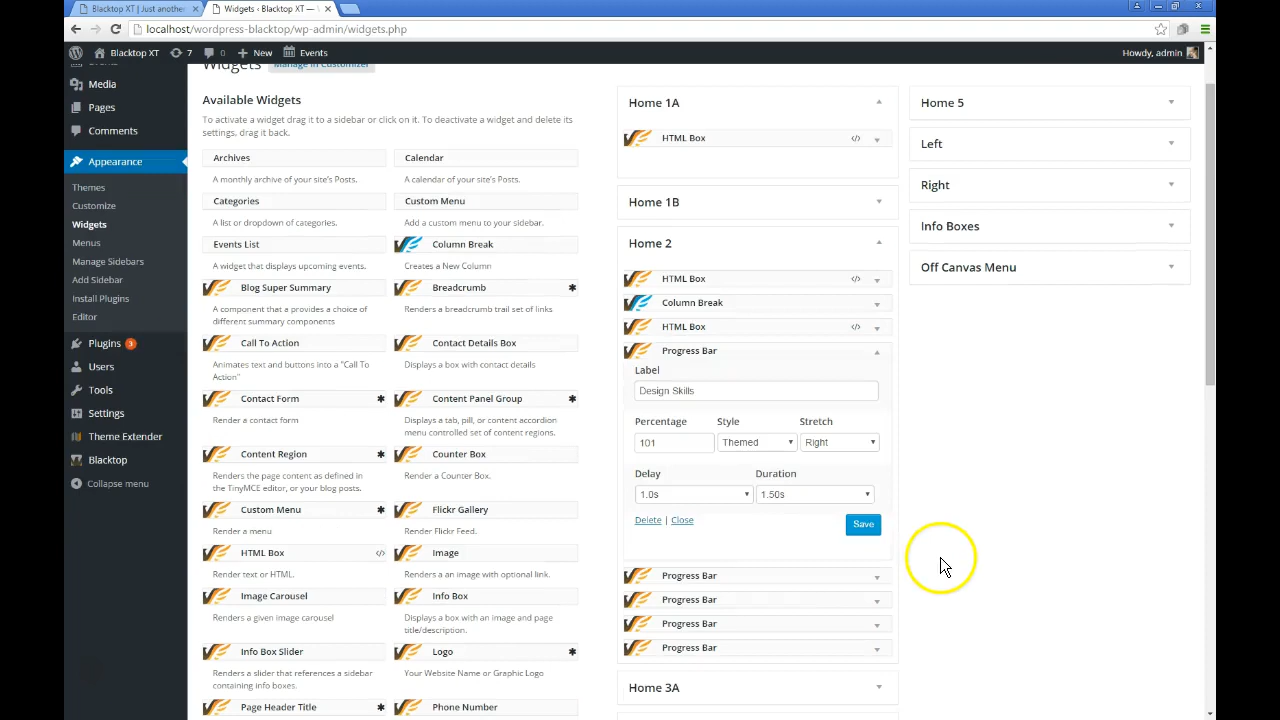 Blacktop XT | Just anothe
Widgets ‹ Blacktop XT —
localhost/wordpress-blacktop/wp-admin/widgets.php
Blacktop XT
7
0
New
Events
Howdy, admin
Events
Media
Pages
Comments
Appearance
Themes
Customize
Widgets
Menus
Manage Sidebars
Add Sidebar
Install Plugins
Editor
Plugins 3
Users
Tools
Settings
Theme Extender
Blacktop
Collapse menu
Widgets
Manage in Customizer
Available Widgets
To activate a widget drag it to a sidebar or click on it. To deactivate a widget and delete its
settings, drag it back.
Archives
A monthly archive of your site's Posts.
Calendar
A calendar of your site's Posts.
Categories
A list or dropdown of categories.
Custom Menu
Add a custom menu to your sidebar.
Events List
A widget that displays upcoming events.
Column Break
Creates a New Column
Blog Super Summary
A component that a provides a choice of
different summary components
Breadcrumb
Renders a breadcrumb trail set of links
Call To Action
Animates text and buttons into a "Call To
Action"
Contact Details Box
Displays a box with contact details
Contact Form
Render a contact form
Content Panel Group
Displays a tab, pill, or content accordion
menu controlled set of content regions.
Content Region
Renders the page content as defined in
the TinyMCE editor, or your blog posts.
Counter Box
Render a Counter Box.
Custom Menu
Render a menu
Flickr Gallery
Render Flickr Feed.
HTML Box
Render text or HTML.
Image
Renders a an image with optional link.
Image Carousel
Renders a given image carousel
Info Box
Displays a box with an image and page
title/description.
Info Box Slider
Renders a slider that references a sidebar
containing info boxes.
Logo
Your Website Name or Graphic Logo
Page Header Title
Phone Number
Home 1A
HTML Box
Home 1B
Home 2
HTML Box
Column Break
HTML Box
Progress Bar
Label
Design Skills
Percentage Style Stretch
101 Themed Right
Delay Duration
1.0s 1.50s
Delete | Close
Save
Progress Bar
Progress Bar
Progress Bar
Progress Bar
Home 3A
Home 5
Left
Right
Info Boxes
Off Canvas Menu